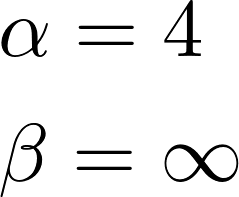 α = 4
β = ∞